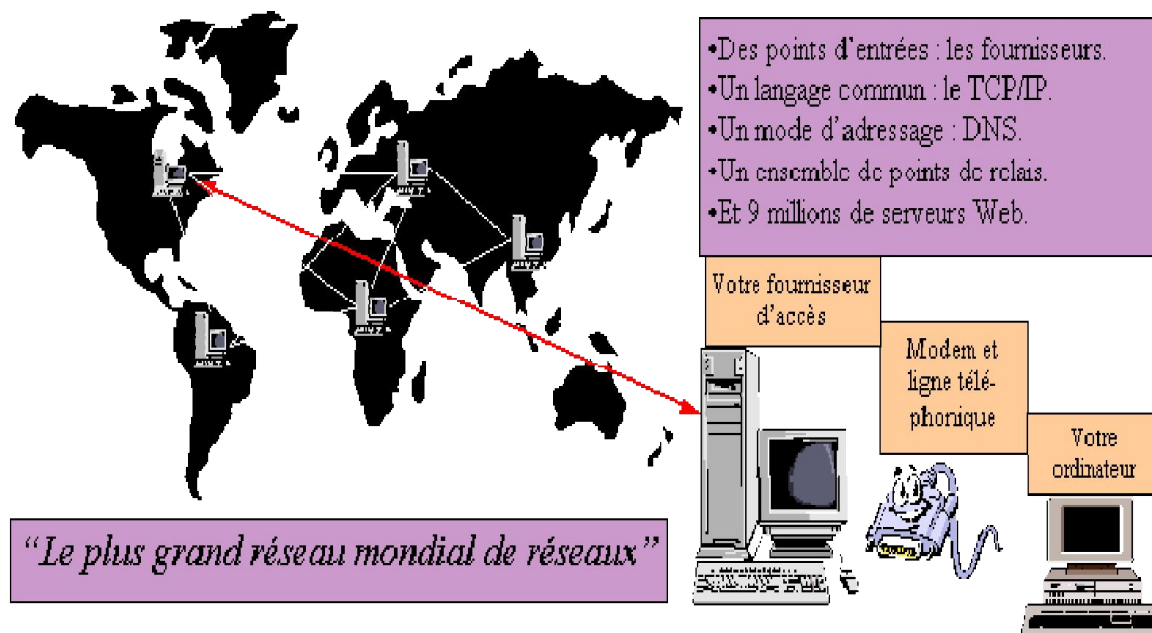 •Des points d'entrées : les fournisseurs.
•Un langage commun : le TCP/IP.
•Un mode d'adressage : DNS.
•Un ensemble de points de relais.
•Et 9 millions de serveurs Web.
Votre fournisseur
d'accès
Modem et
ligne télé-
phonique
Votre
ordinateur
“Le plus grand réseau mondial de réseaux”